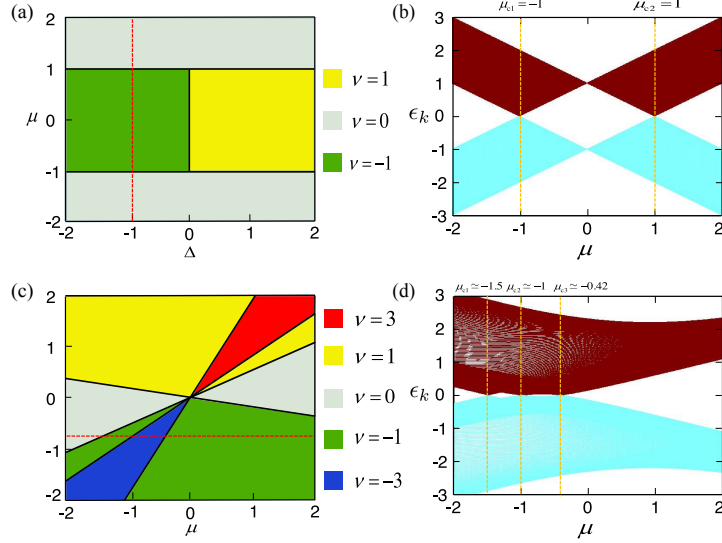 (a)
2
1
μ
0
-1
-2
-2
-1
0
1
2
Δ
ν = 1
ν = 0
ν = -1
(b)
μc1=-1
μc2=1
3
2
1
ϵk
0
1
2
3
-2
-1
0
1
2
μ
(c)
2
1
0
-1
2
-2
-1
0
1
2
μ
ν = 3
ν = 1
ν = 0
ν = -1
ν = -3
(d)
μc1≃-1.5
μc2≃-1
μc3≃-0.42
3
2
1
ϵk
0
-1
-2
-3
-2
-1
0
1
2
μ